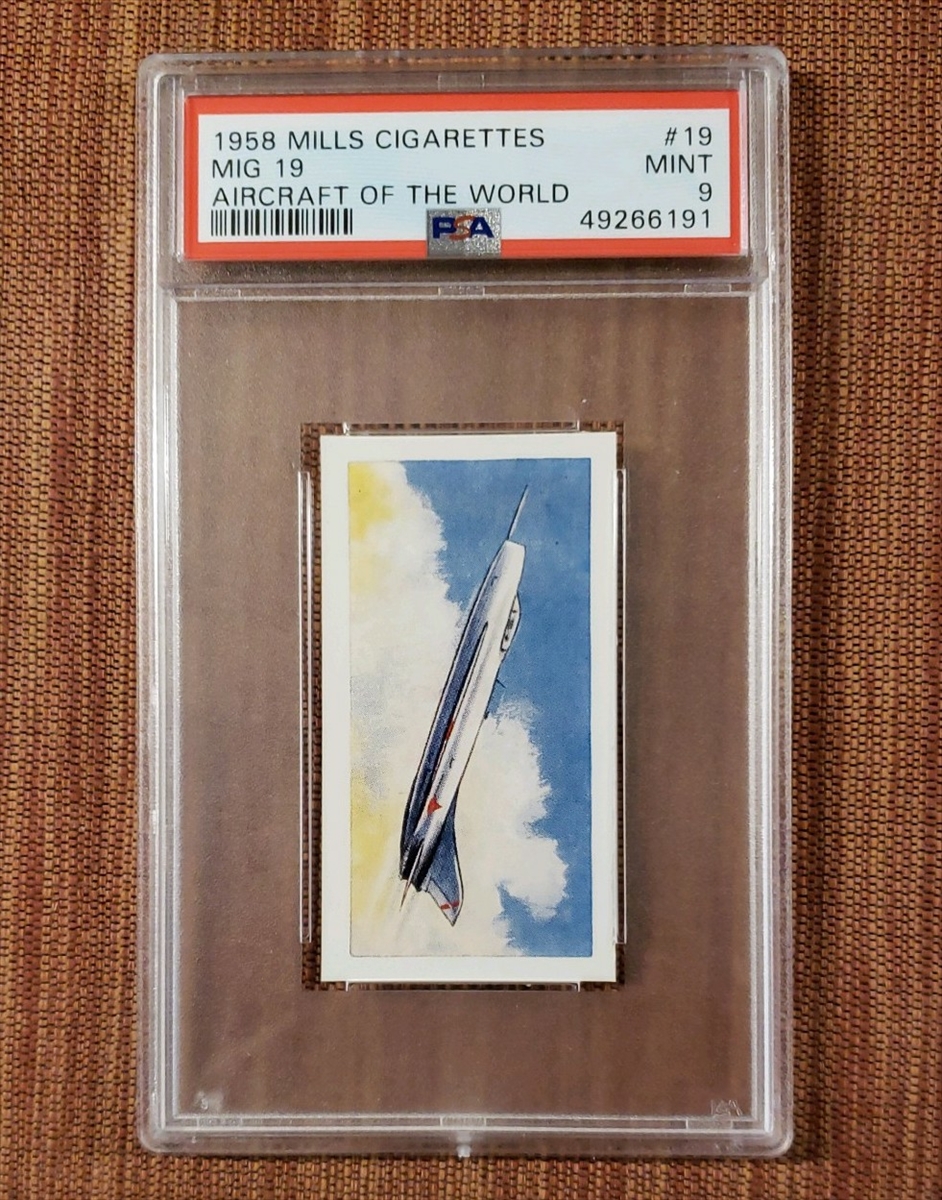 1958 MILLS CIGARETTES #19
MIG 19 MINT
AIRCRAFT OF THE WORLD 9
PSA 49266191